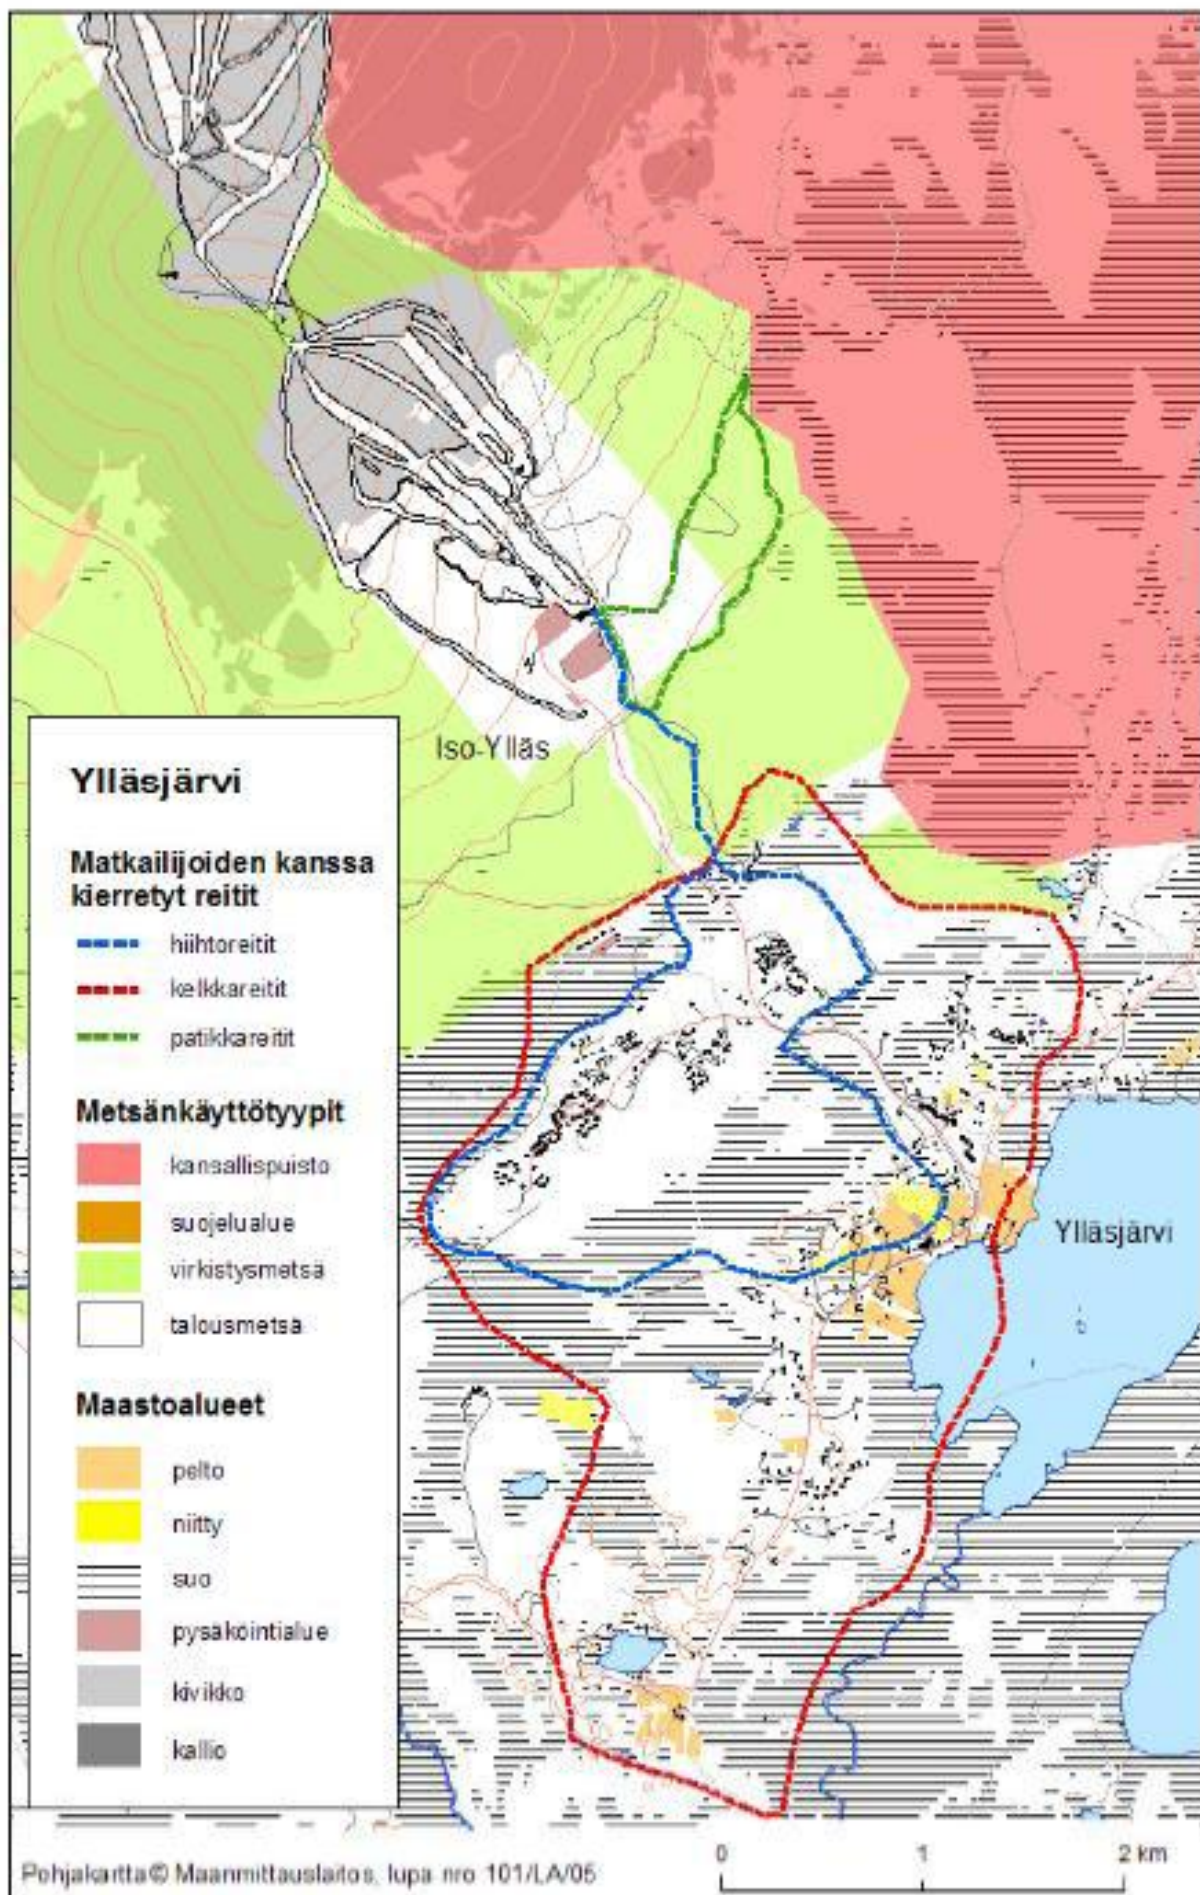 Iso-Ylläs
Ylläsjärvi
Matkailijoiden kanssa
kierretyt reitit
hiihtoreitit
kelkkareitit
patikkareitit
Metsänkäyttötyypit
kansallispuisto
suojelualue
virkistysmetsä
talousmetsä
Maastoalueet
pelto
niitty
suo
pysäköintialue
kivikko
kallio
Ylläsjärvi
0 1 2 km
Pohjakartta © Maanmittauslaitos, lupa nro 101/LA/05